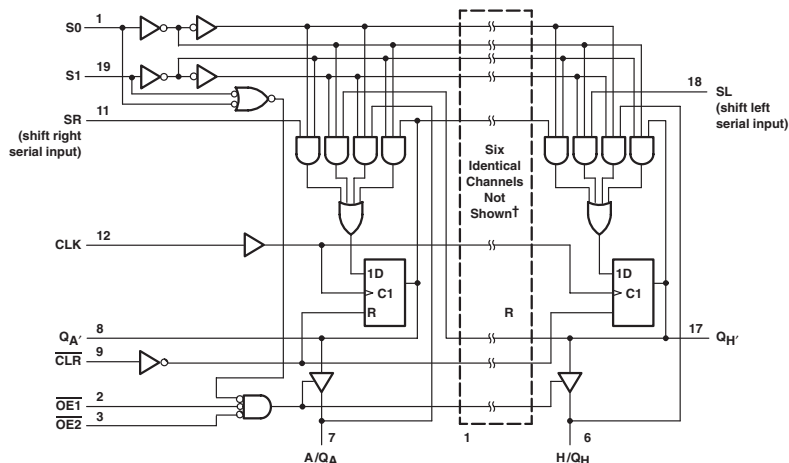 S0 1
S1 19
18 SL
(shift left
serial input)
SR 11
(shift right
serial input)
Six
Identical
Channels
Not
Shown†
CLK 12
1D
C1
R
R
1D
C1
R
QA′ 8
17 QH′
CLR 9
OE1 2
OE2 3
7
A/QA
1
6
H/QH